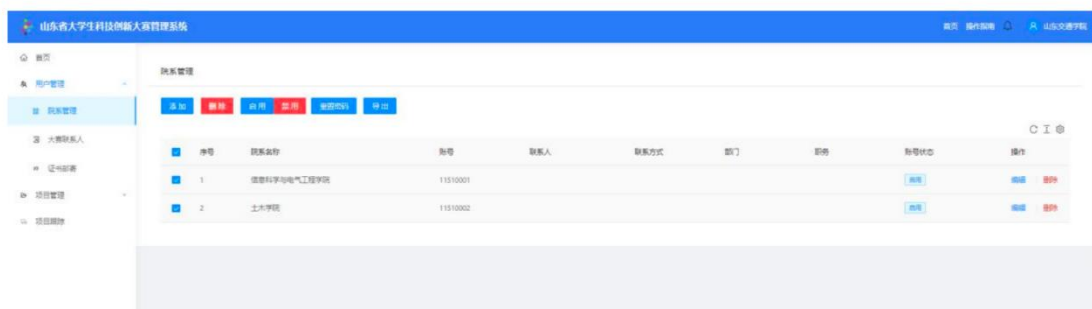 山东省大学生科技创新大赛管理系统
首页 操作指南 山东交通学院
首页
用户管理
院系管理
大赛联系人
证书部署
项目管理
项目跟踪
院系管理
添加 删除 启用 禁用 重置密码 导出
序号 院系名称 账号 联系人 联系方式 部门 职务 账号状态 操作
1 信息科学与电气工程学院 11510001 启用 编辑 删除
2 土木学院 11510002 启用 编辑 删除